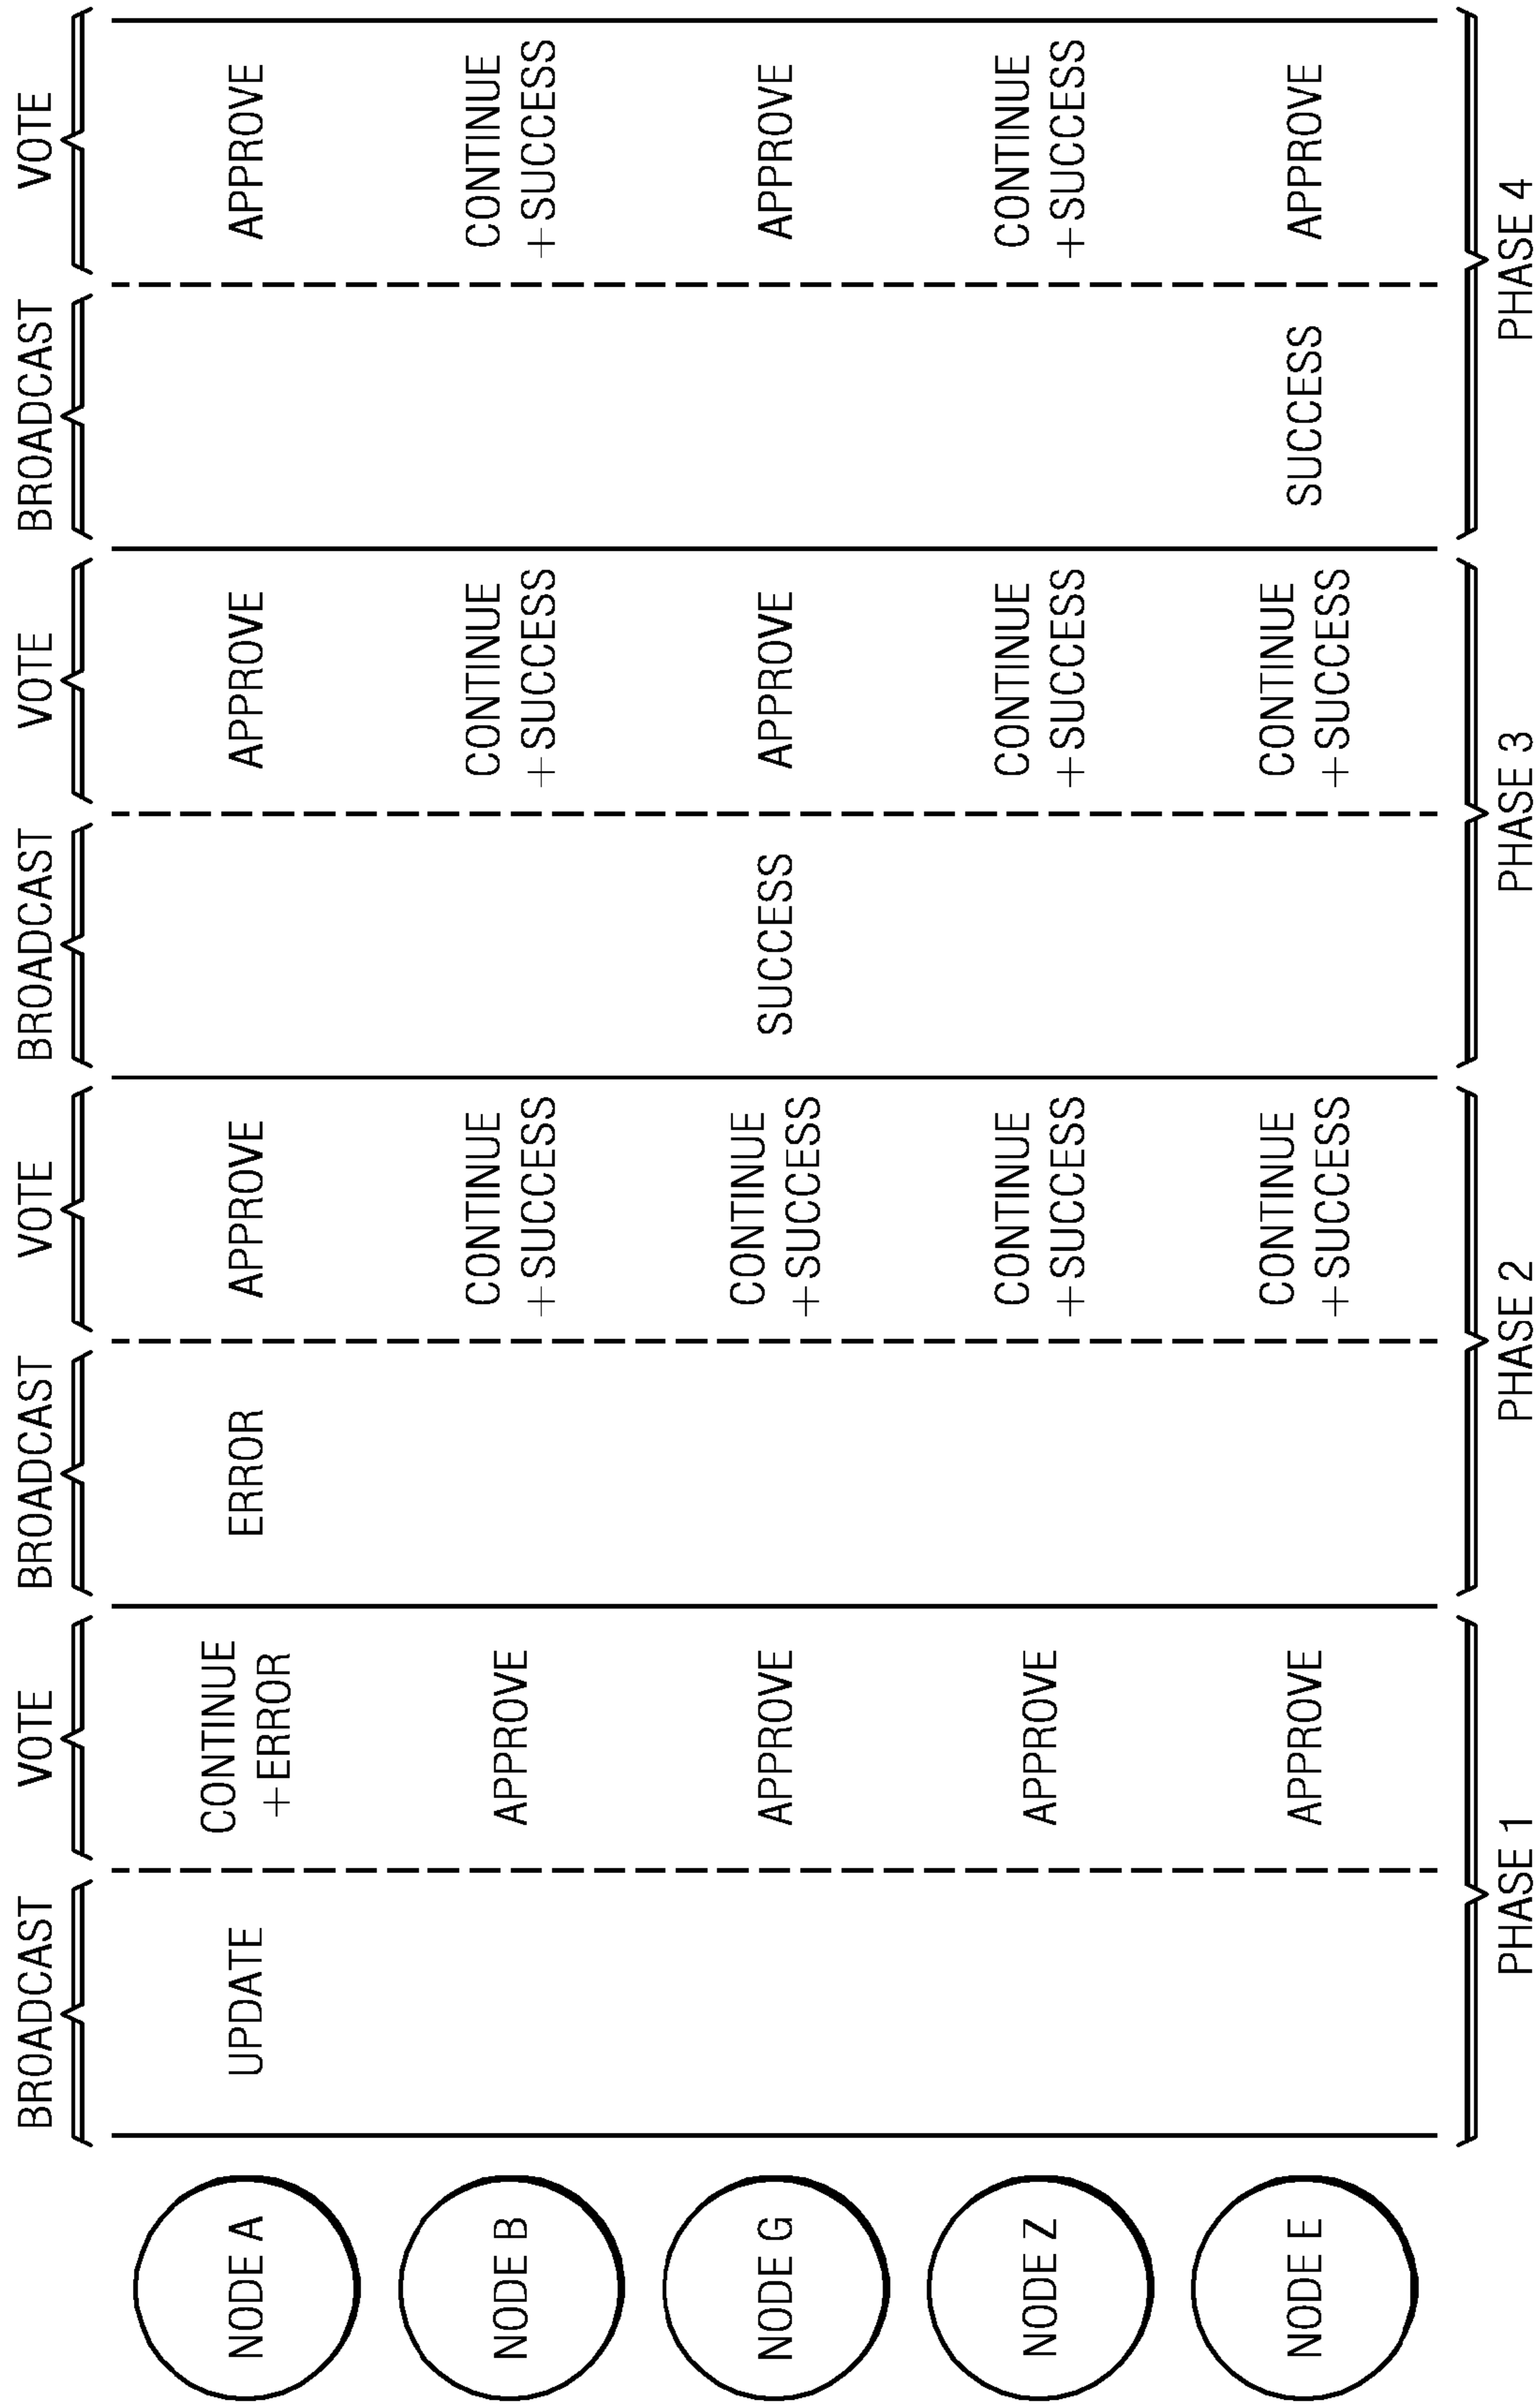 BROADCAST
VOTE
BROADCAST
VOTE
BROADCAST
VOTE
BROADCAST
VOTE
NODE A
UPDATE
CONTINUE
+ERROR
ERROR
APPROVE
APPROVE
APPROVE
NODE B
APPROVE
CONTINUE
+SUCCESS
CONTINUE
+SUCCESS
CONTINUE
+SUCCESS
NODE G
APPROVE
CONTINUE
+SUCCESS
SUCCESS
APPROVE
APPROVE
NODE Z
APPROVE
CONTINUE
+SUCCESS
CONTINUE
+SUCCESS
CONTINUE
+SUCCESS
NODE E
APPROVE
CONTINUE
+SUCCESS
CONTINUE
+SUCCESS
SUCCESS
APPROVE
PHASE 1
PHASE 2
PHASE 3
PHASE 4